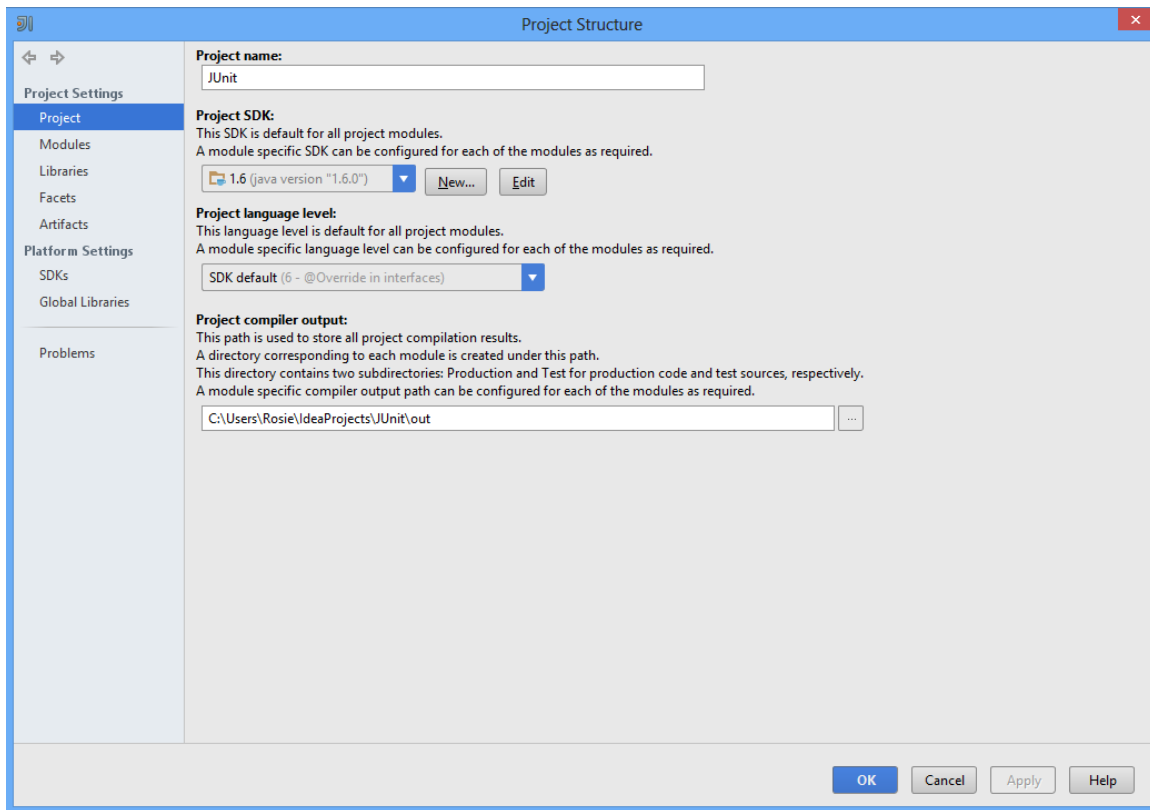 Project Structure
Project Settings
Project
Modules
Libraries
Facets
Artifacts
Platform Settings
SDKs
Global Libraries
Problems
Project name:
JUnit
Project SDK:
This SDK is default for all project modules.
A module specific SDK can be configured for each of the modules as required.
1.6 (java version "1.6.0") New... Edit
Project language level:
This language level is default for all project modules.
A module specific language level can be configured for each of the modules as required.
SDK default (6 - @Override in interfaces)
Project compiler output:
This path is used to store all project compilation results.
A directory corresponding to each module is created under this path.
This directory contains two subdirectories: Production and Test for production code and test sources, respectively.
A module specific compiler output path can be configured for each of the modules as required.
C:\Users\Rosie\IdeaProjects\JUnit\out ...
OK Cancel Apply Help